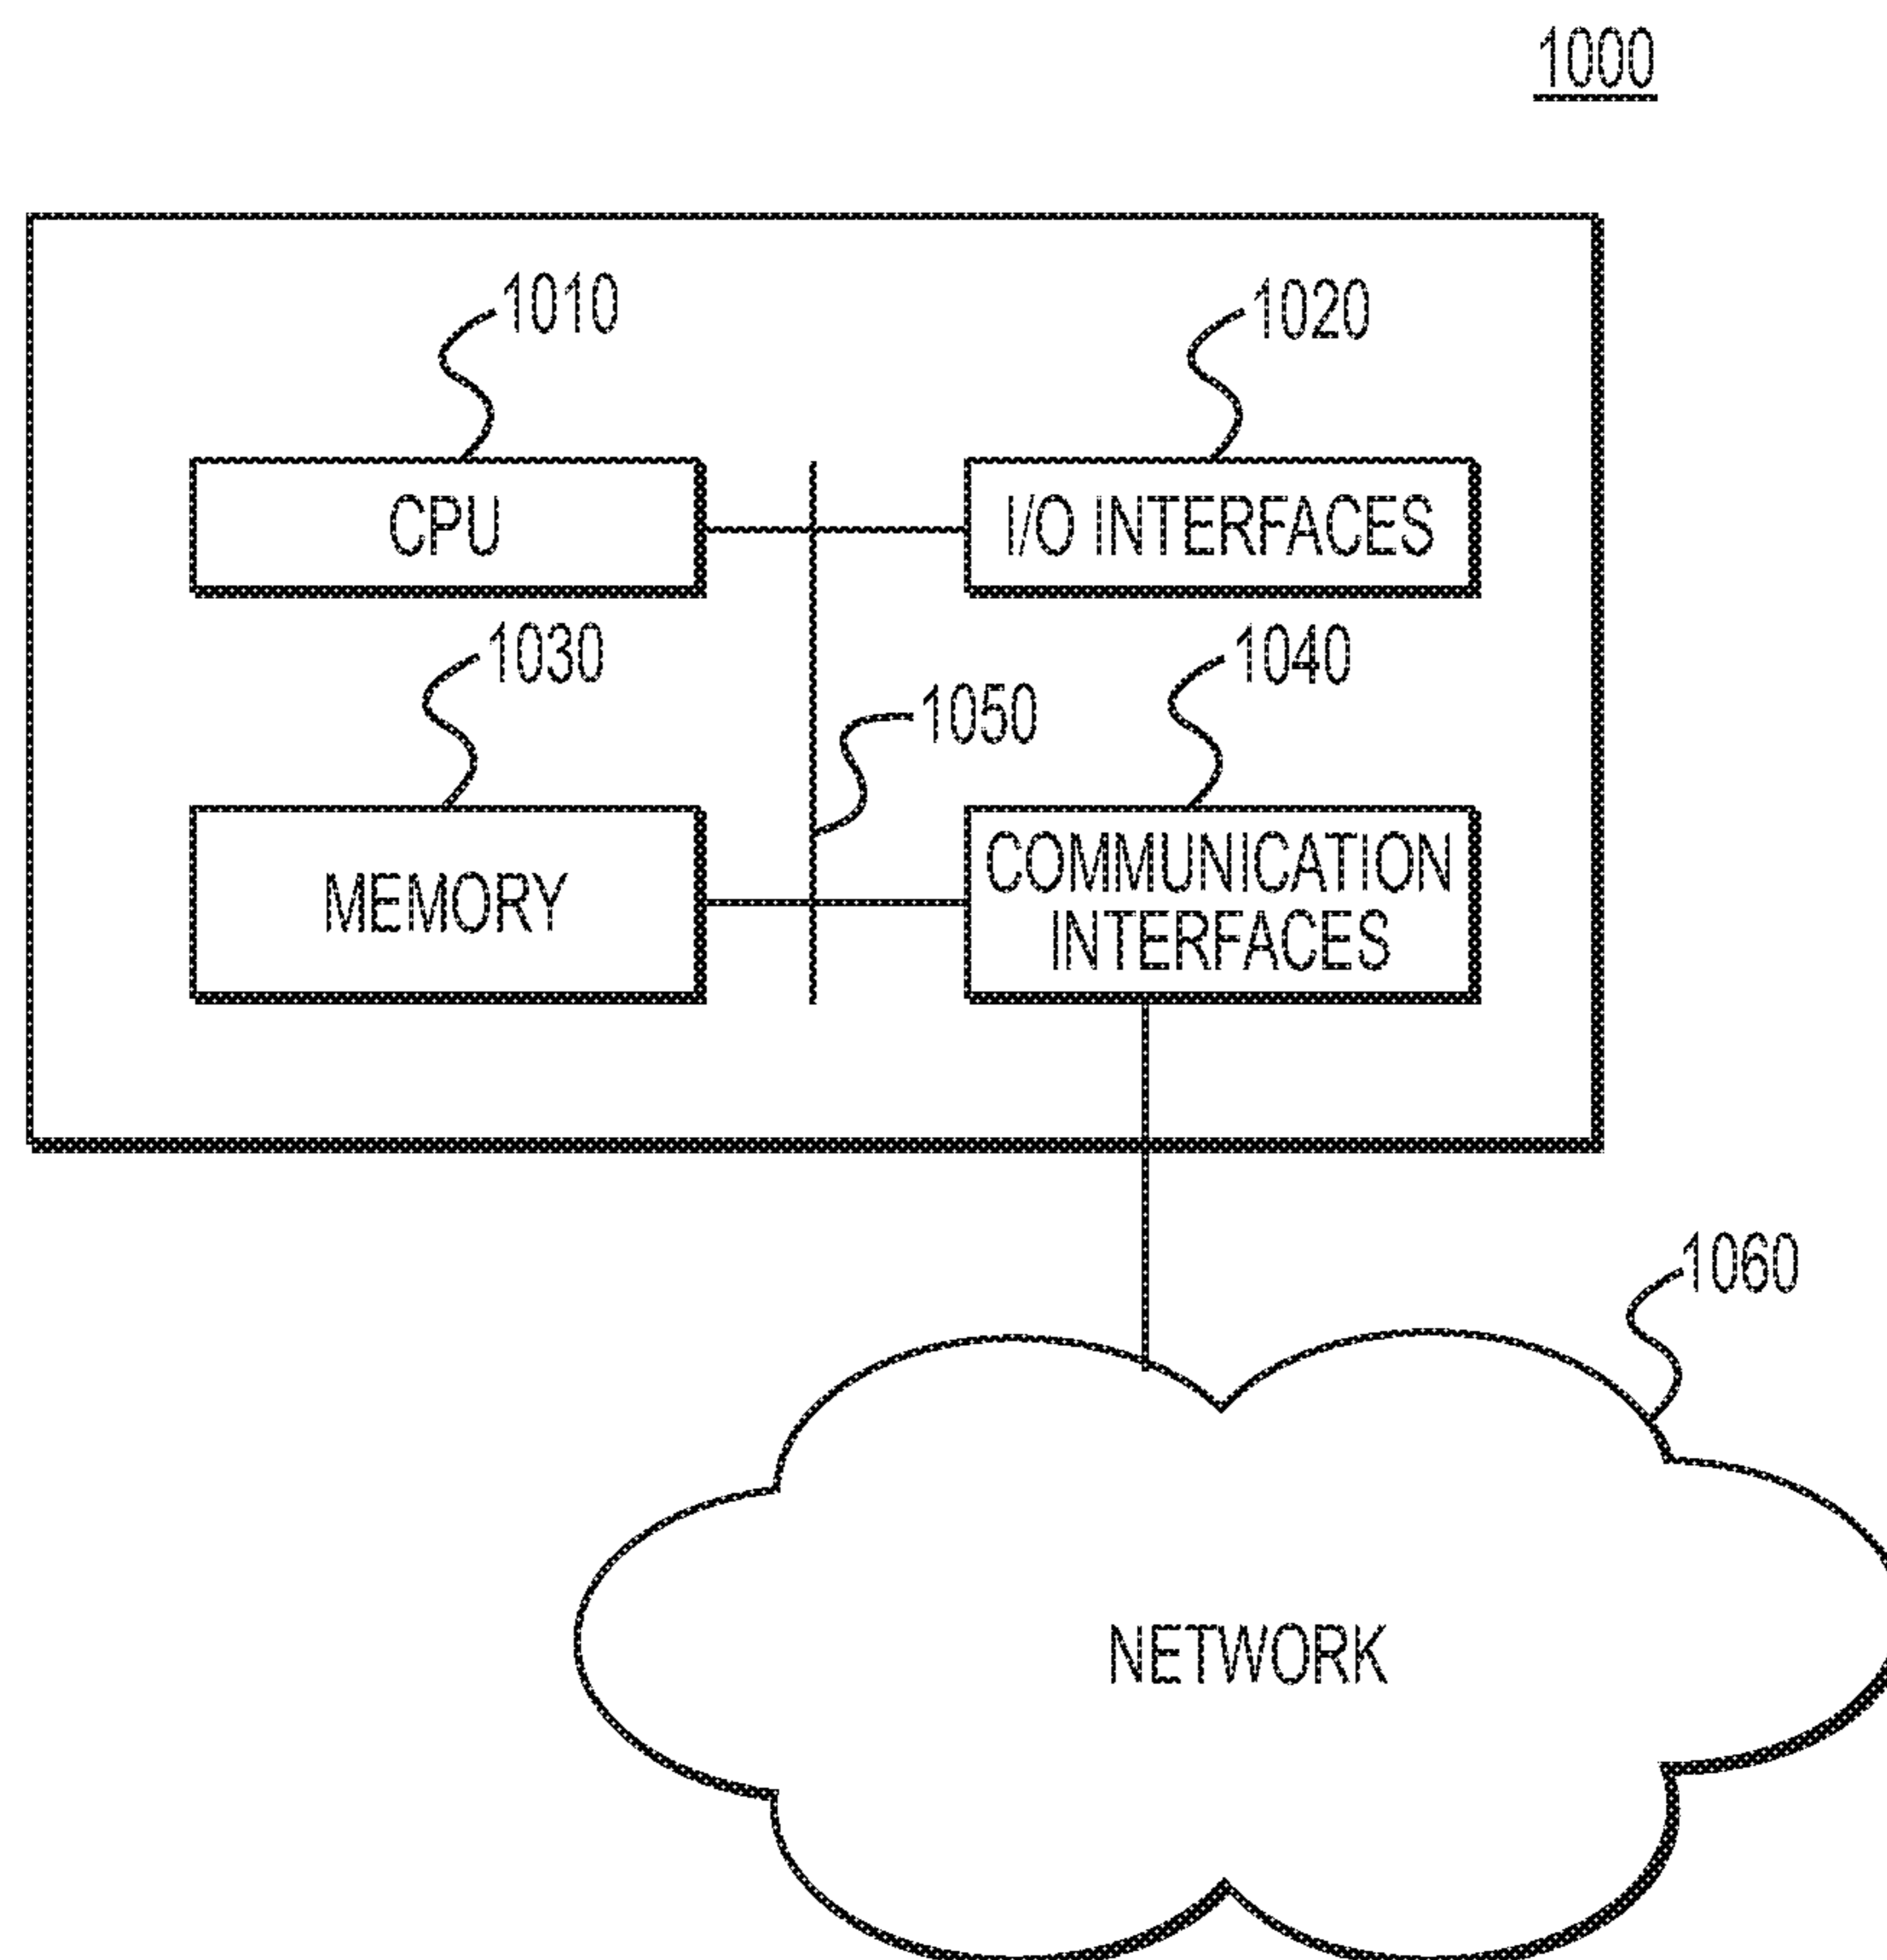 1000
1010
1020
CPU
I/O INTERFACES
1030
1040
1050
MEMORY
COMMUNICATION
INTERFACES
1060
NETWORK